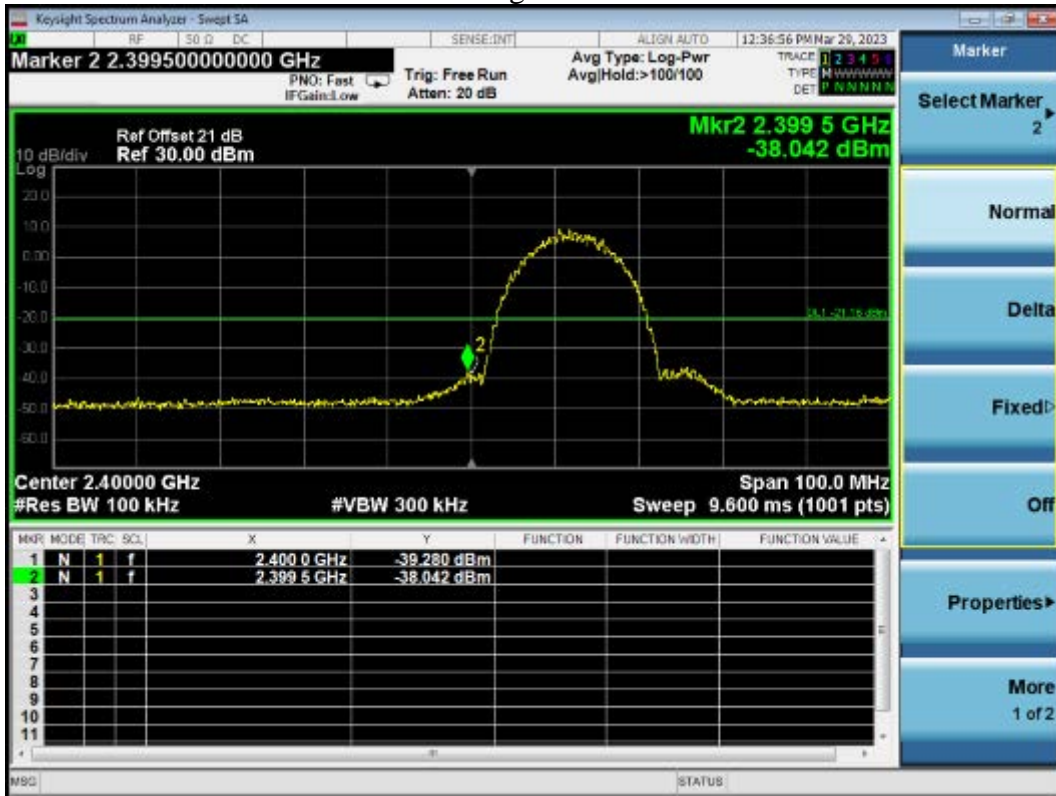 Keysight Spectrum Analyzer - Swept SA
RF 50 Ω DC SENSE:INT ALIGN AUTO 12:36:56 PM Mar 29, 2023
Marker 2 2.399500000000 GHz
PNO: Fast
IFGain:Low
Trig: Free Run
Atten: 20 dB
Avg Type: Log-Pwr
Avg|Hold:>100/100
TRACE 1 2 3 4 5 6
TYPE M WWWWW
DET P N N N N N
Ref Offset 21 dB
10 dB/div Ref 30.00 dBm
Log
Mkr2 2.399 5 GHz
-38.042 dBm
20.0
10.0
0.00
-10.0
-20.0
DL1 -21.16 dBm
-30.0
2
-40.0
-50.0
-60.0
Center 2.40000 GHz Span 100.0 MHz
#Res BW 100 kHz #VBW 300 kHz Sweep 9.600 ms (1001 pts)
MKR MODE TRC SCL X Y FUNCTION FUNCTION WIDTH FUNCTION VALUE
1 N 1 f 2.400 0 GHz -39.280 dBm
2 N 1 f 2.399 5 GHz -38.042 dBm
3
4
5
6
7
8
9
10
11
MSG STATUS
Marker
Select Marker
2
Normal
Delta
Fixed
Off
Properties
More
1 of 2